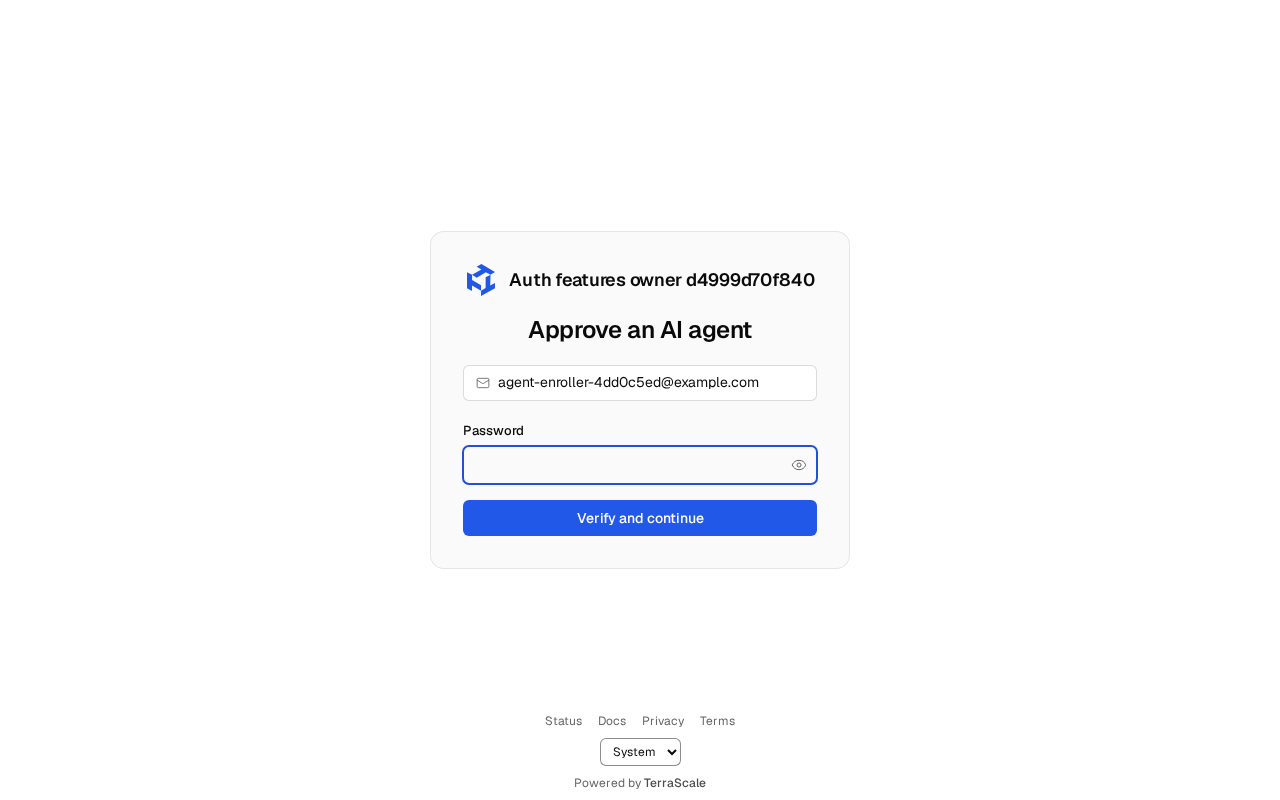 Auth features owner d4999d70f840
Approve an AI agent
agent-enroller-4dd0c5ed@example.com
Password
Verify and continue
Status Docs Privacy Terms
System
Powered by TerraScale